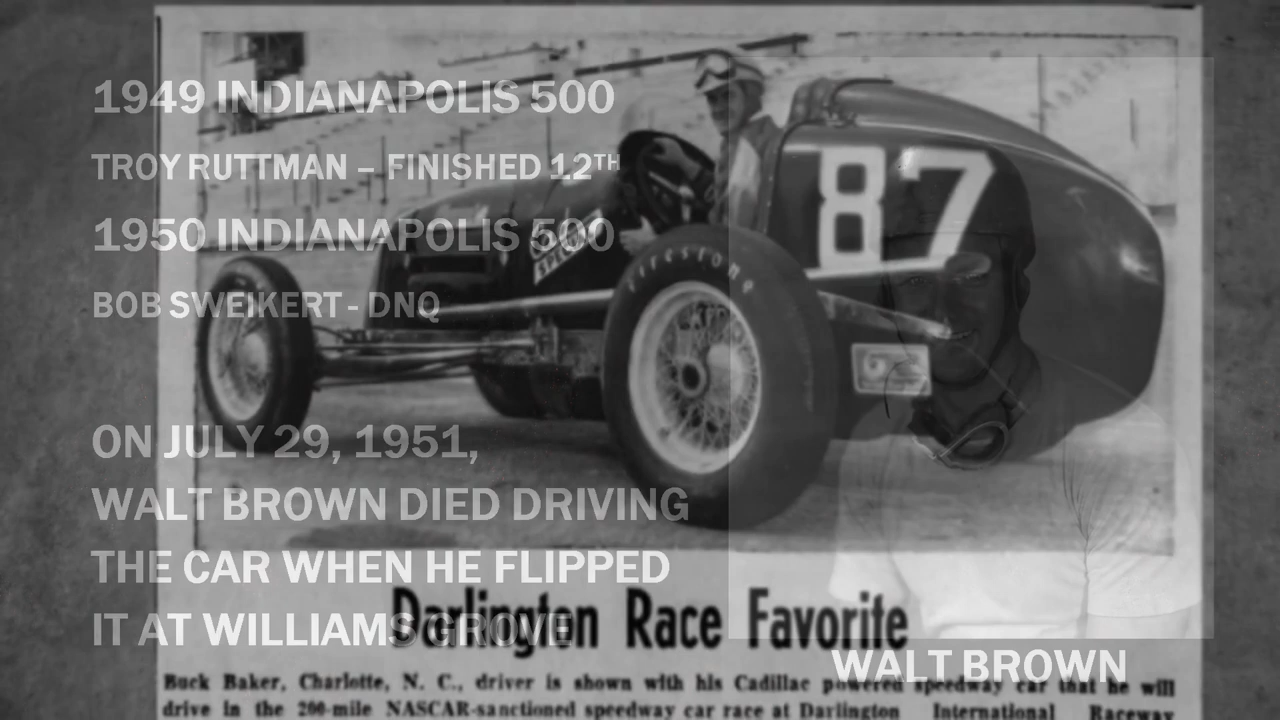 1949 INDIANAPOLIS 500
TROY RUTTMAN – FINISHED 12TH
1950 INDIANAPOLIS 500
BOB SWEIKERT - DNQ
ON JULY 29, 1951,
WALT BROWN DIED DRIVING
THE CAR WHEN HE FLIPPED
IT AT WILLIAMS GROVE
87
Firestone
Darlington Race Favorite
WALT BROWN
Buck Baker, Charlotte, N. C., driver is shown with his Cadillac powered speedway car that he will
drive in the 200-mile NASCAR-sanctioned speedway car race at Darlington International Raceway